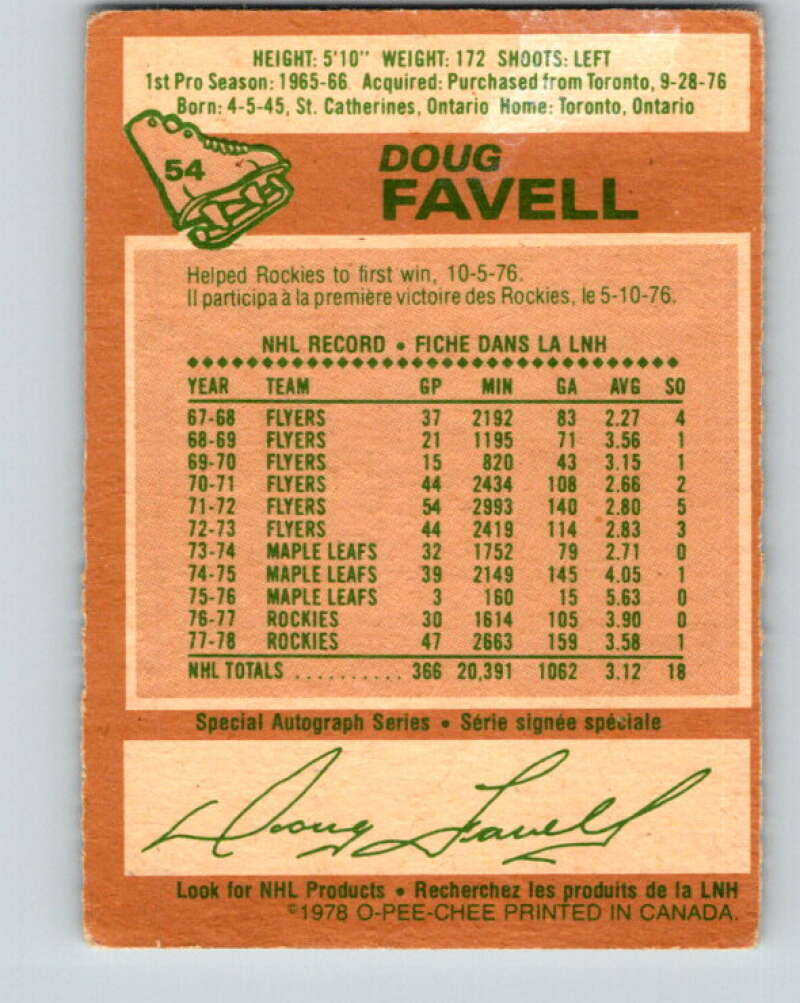 HEIGHT: 5'10" WEIGHT: 172 SHOOTS: LEFT
1st Pro Season: 1965-66 Acquired: Purchased from Toronto, 9-28-76
Born: 4-5-45, St. Catherines, Ontario Home: Toronto, Ontario
54
DOUG
FAVELL
Helped Rockies to first win, 10-5-76.
Il participa à la première victoire des Rockies, le 5-10-76.
NHL RECORD • FICHE DANS LA LNH
YEAR TEAM GP MIN GA AVG SO
67-68 FLYERS 37 2192 83 2.27 4
68-69 FLYERS 21 1195 71 3.56 1
69-70 FLYERS 15 820 43 3.15 1
70-71 FLYERS 44 2434 108 2.66 2
71-72 FLYERS 54 2993 140 2.80 5
72-73 FLYERS 44 2419 114 2.83 3
73-74 MAPLE LEAFS 32 1752 79 2.71 0
74-75 MAPLE LEAFS 39 2149 145 4.05 1
75-76 MAPLE LEAFS 3 160 15 5.63 0
76-77 ROCKIES 30 1614 105 3.90 0
77-78 ROCKIES 47 2663 159 3.58 1
NHL TOTALS .......... 366 20,391 1062 3.12 18
Special Autograph Series • Série signée spéciale
Doug Favell
Look for NHL Products • Recherchez les produits de la LNH
©1978 O-PEE-CHEE PRINTED IN CANADA.